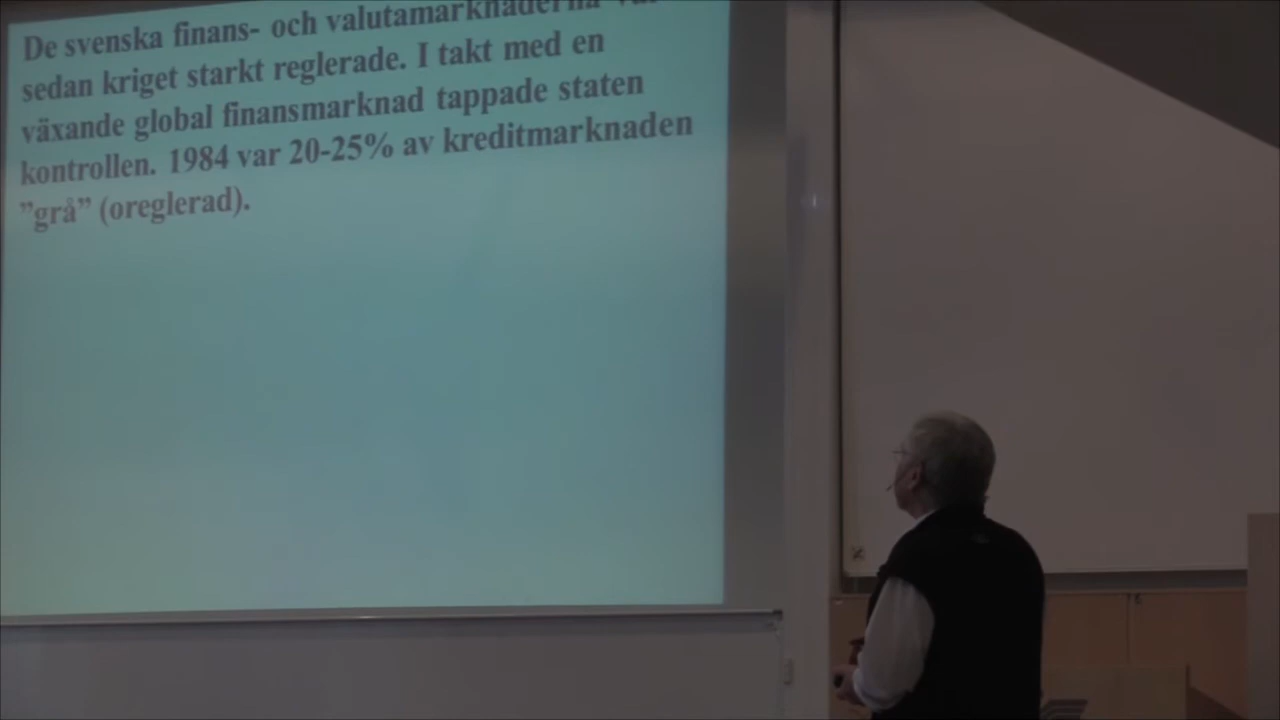 De svenska finans- och valutamarknaderna
sedan kriget starkt reglerade. I takt med en
växande global finansmarknad tappade staten
kontrollen. 1984 var 20-25% av kreditmarknaden
”grå” (oreglerad).